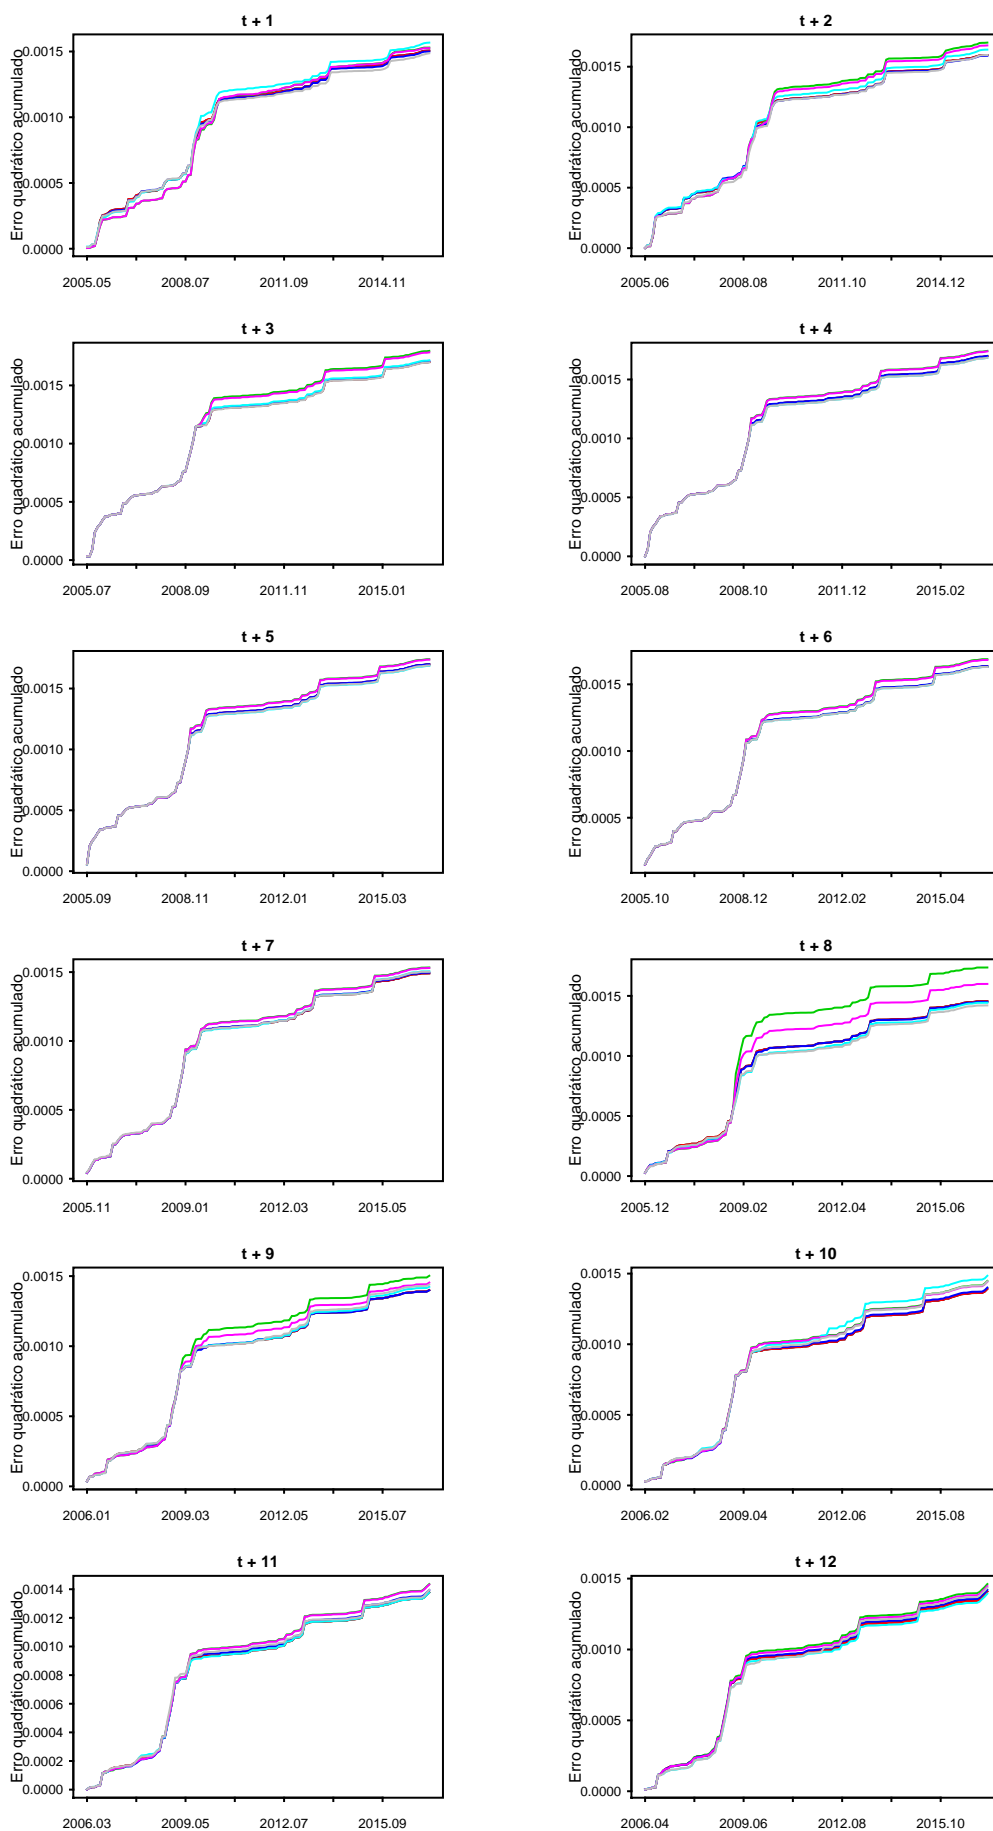 t + 1
Erro quadrático acumulado
0.0015
0.0010
0.0005
0.0000
2005.05 2008.07 2011.09 2014.11
t + 2
Erro quadrático acumulado
0.0015
0.0010
0.0005
0.0000
2005.06 2008.08 2011.10 2014.12
t + 3
Erro quadrático acumulado
0.0015
0.0010
0.0005
0.0000
2005.07 2008.09 2011.11 2015.01
t + 4
Erro quadrático acumulado
0.0015
0.0010
0.0005
0.0000
2005.08 2008.10 2011.12 2015.02
t + 5
Erro quadrático acumulado
0.0015
0.0010
0.0005
0.0000
2005.09 2008.11 2012.01 2015.03
t + 6
Erro quadrático acumulado
0.0015
0.0010
0.0005
2005.10 2008.12 2012.02 2015.04
t + 7
Erro quadrático acumulado
0.0015
0.0010
0.0005
0.0000
2005.11 2009.01 2012.03 2015.05
t + 8
Erro quadrático acumulado
0.0015
0.0010
0.0005
0.0000
2005.12 2009.02 2012.04 2015.06
t + 9
Erro quadrático acumulado
0.0015
0.0010
0.0005
0.0000
2006.01 2009.03 2012.05 2015.07
t + 10
Erro quadrático acumulado
0.0015
0.0010
0.0005
0.0000
2006.02 2009.04 2012.06 2015.08
t + 11
Erro quadrático acumulado
0.0014
0.0012
0.0010
0.0008
0.0006
0.0004
0.0002
0.0000
2006.03 2009.05 2012.07 2015.09
t + 12
Erro quadrático acumulado
0.0015
0.0010
0.0005
0.0000
2006.04 2009.06 2012.08 2015.10